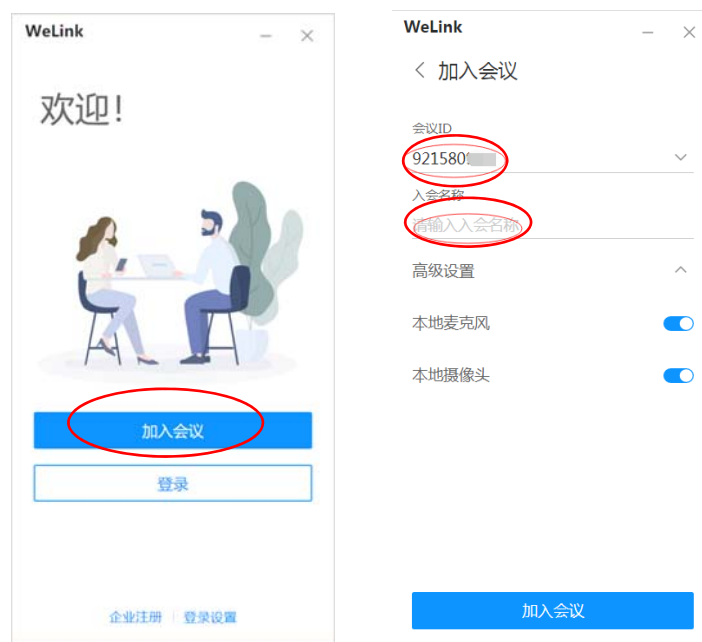 WeLink
欢迎!
加入会议
登录
企业注册
登录设置
WeLink
加入会议
会议ID
921580
入会名称
请输入入会名称
高级设置
本地麦克风
本地摄像头
加入会议